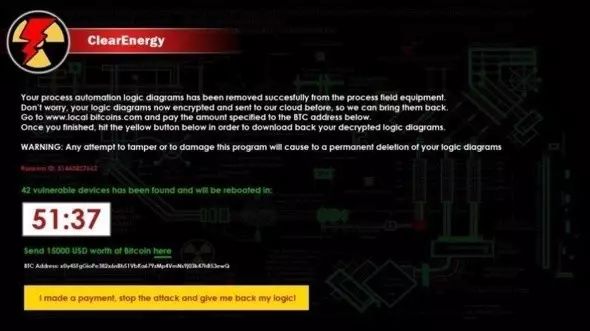 ClearEnergy
Your process automation logic diagrams has been removed succesfully from the process field equipment.
Don't worry, your logic diagrams now encrypted and sent to our cloud before, so we can bring them back.
Go to www.local bitcoins.com and pay the amount specified to the BTC address below.
Once you finished, hit the yellow button below in order to download back your decrypted logic diagrams.
WARNING: Any attempt to tamper or to damage this program will cause to a permanent deletion of your logic diagrams
Ransom ID:
42 vulnerable devices has been found and will be rebooted in:
51:37
Send 15000 USD worth of Bitcoin here
BTC Address:
I made a payment, stop the attack and give me back my logic!